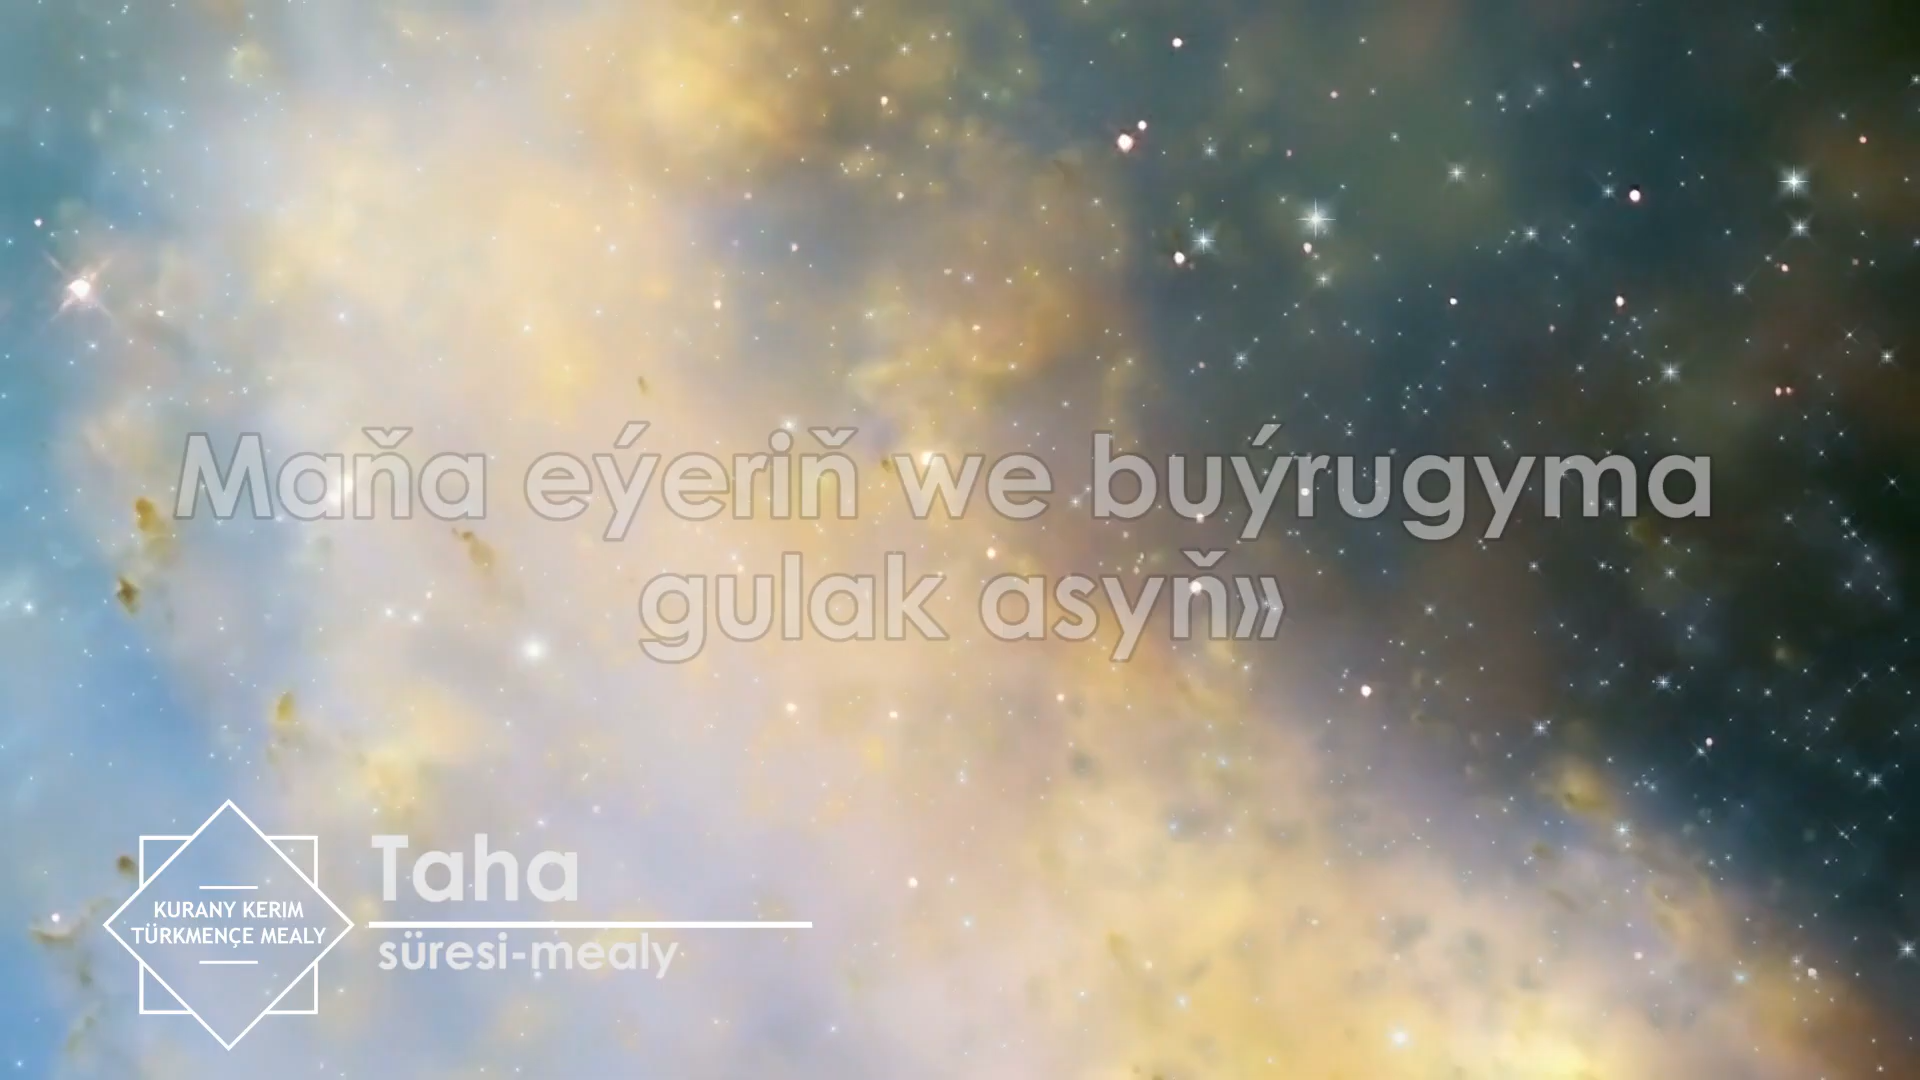 Maňa eýeriň we buýrugyma
gulak asyň»
Taha
süresi-mealy
KURANY KERIM
TÜRKMENÇE MEALY